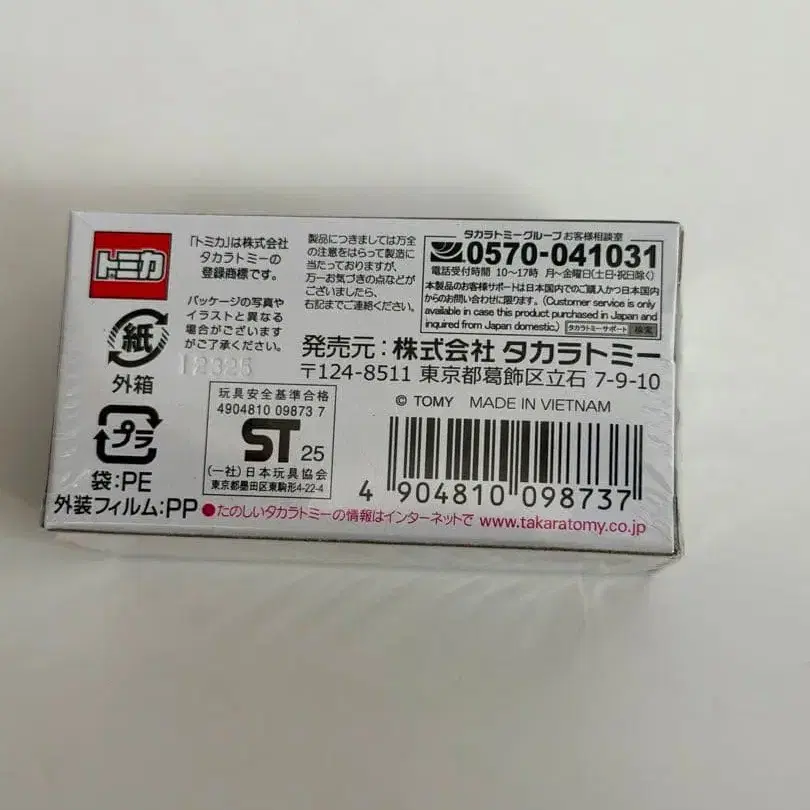 トミカ
「トミカ」は株式会社
タカラトミーの
登録商標です。
パッケージの写真や
イラストと異なる
場合がございます
がご了承ください。
12325
紙
外箱
プラ
袋:PE
外装フィルム:PP
製品につきましては万全
の注意をはらって製造に
当たっておりますが、
万一お気づきの点などが
ございましたら、
右記までご連絡ください。
タカラトミーグループお客様相談室
0570-041031
電話受付時間 10〜17時 月〜金曜日(土日・祝日除く)
本製品のお客様サポートは日本国内でのご購入かつ日本国内
からのお問い合わせに限ります。(Customer service is only
available in case this product purchased in Japan and
inquired from Japan domestic.) タカラトミーサポート 検索
発売元:株式会社 タカラトミー
〒124-8511 東京都葛飾区立石 7-9-10
玩具安全基準合格
4904810 09873 7
ST 25
(一社)日本玩具協会
東京都墨田区東駒形4-22-4
© TOMY MADE IN VIETNAM
4 904810 098737
●たのしいタカラトミーの情報はインターネットで www.takaratomy.co.jp